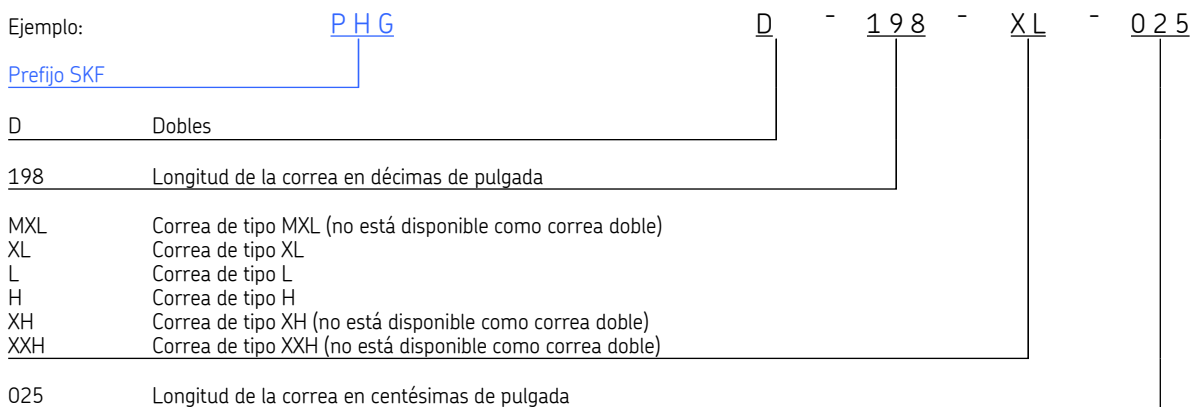 Ejemplo: PHG D - 198 - XL - 025
Prefijo SKF
D Dobles
198 Longitud de la correa en décimas de pulgada
MXL Correa de tipo MXL (no está disponible como correa doble)
XL Correa de tipo XL
L Correa de tipo L
H Correa de tipo H
XH Correa de tipo XH (no está disponible como correa doble)
XXH Correa de tipo XXH (no está disponible como correa doble)
025 Longitud de la correa en centésimas de pulgada